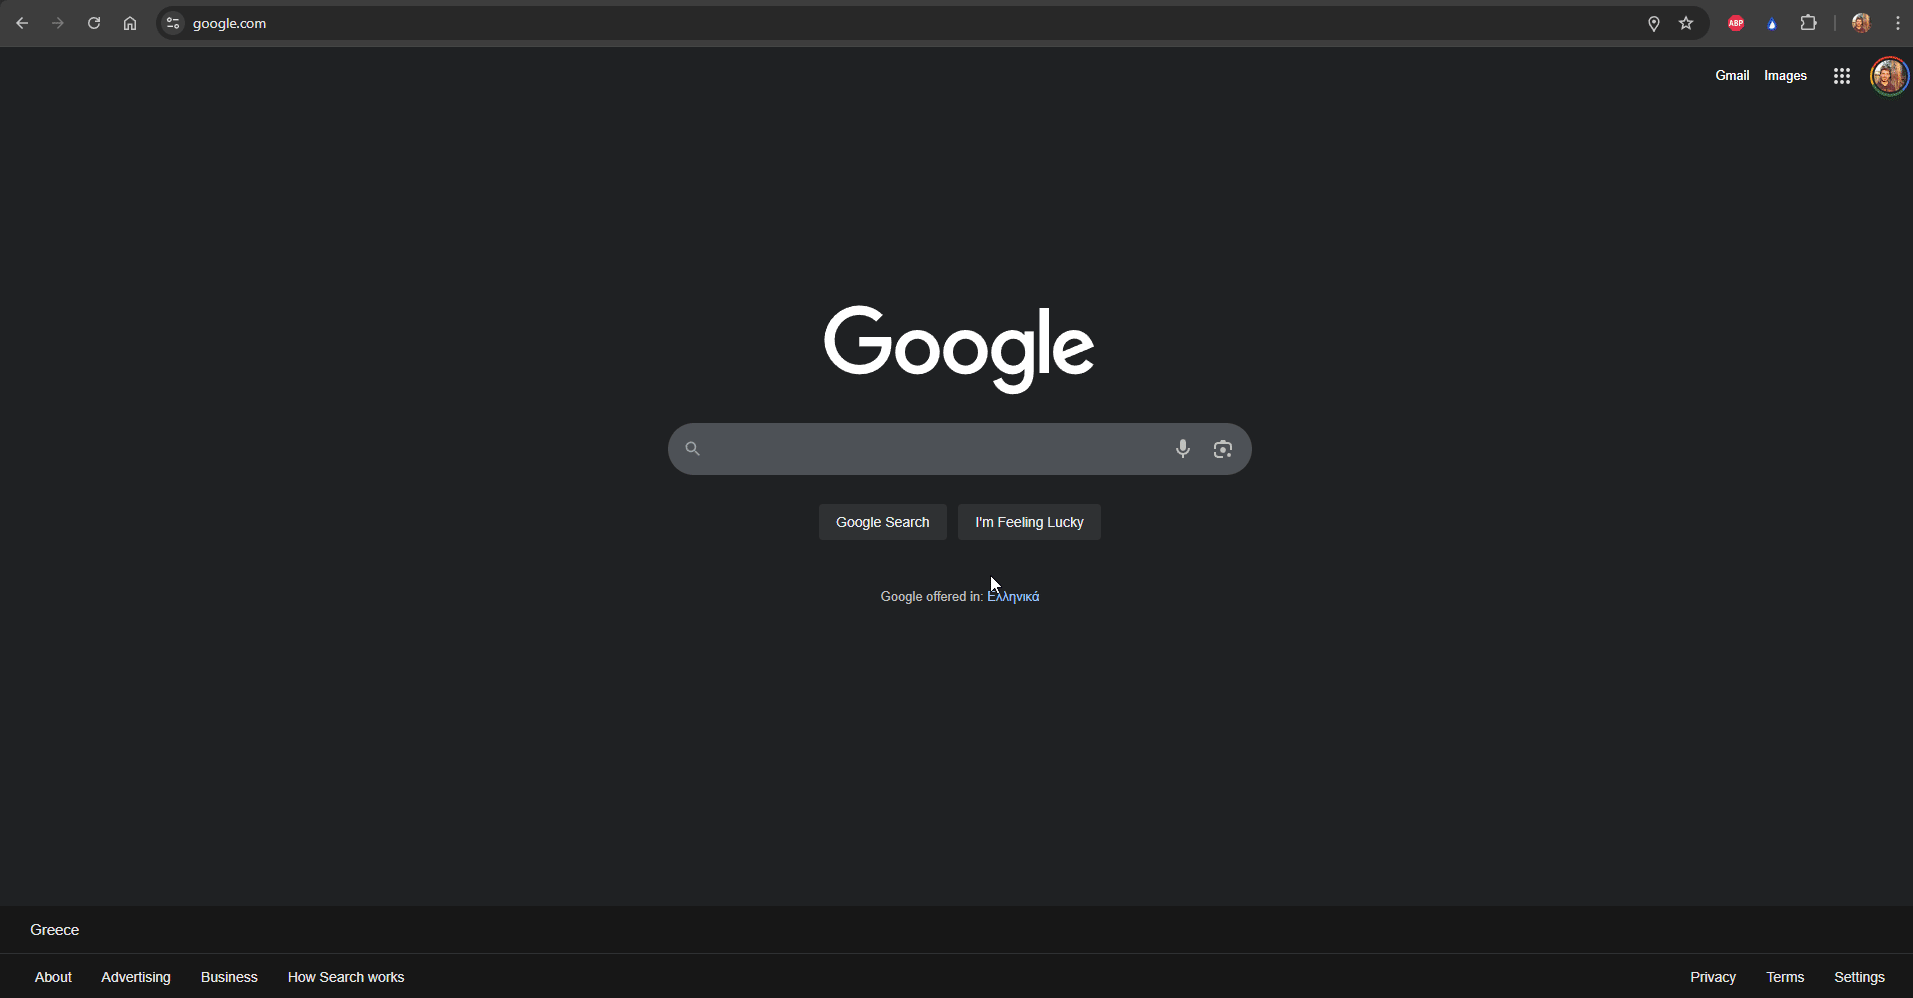 google.com
ABP
Gmail Images
Google
Google Search I'm Feeling Lucky
Google offered in: Ελληνικά
Greece
About Advertising Business How Search works Privacy Terms Settings